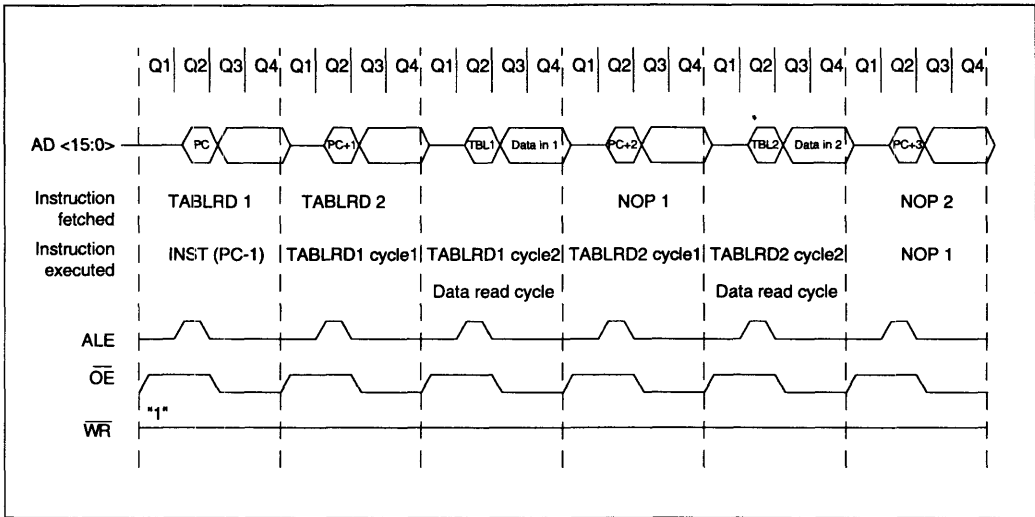 Q1 Q2 Q3 Q4 Q1 Q2 Q3 Q4 Q1 Q2 Q3 Q4 Q1 Q2 Q3 Q4 Q1 Q2 Q3 Q4 Q1 Q2 Q3 Q4
AD <15:0> PC PC+1 TBL1 Data in 1 PC+2 TBL2 Data in 2 PC+3
Instruction fetched TABLRD 1 TABLRD 2 NOP 1 NOP 2
Instruction executed INST (PC-1) TABLRD1 cycle1 TABLRD1 cycle2 TABLRD2 cycle1 TABLRD2 cycle2 NOP 1
Data read cycle Data read cycle
ALE
OE
"1"
WR